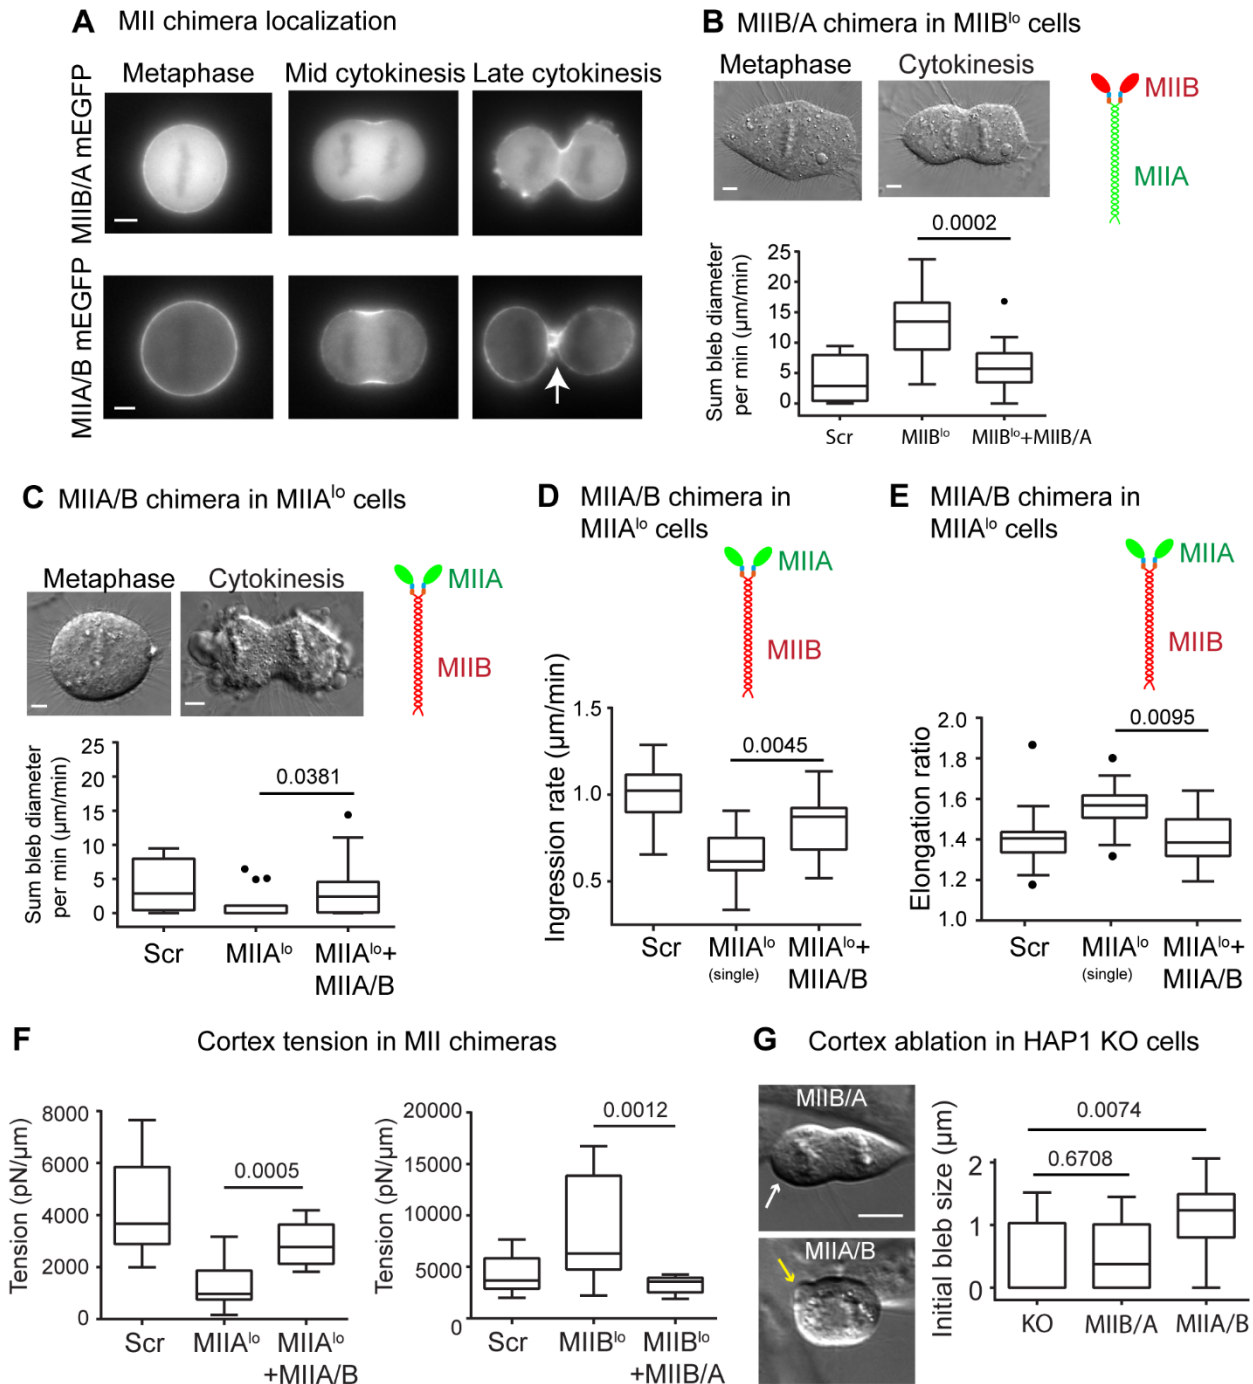 A MII chimera localization
Metaphase Mid cytokinesis Late cytokinesis
MIIB/A mEGFP
MIIA/B mEGFP
B MIIB/A chimera in MIIBlo cells
Metaphase Cytokinesis
MIIB
MIIA
0.0002
Sum bleb diameter
per min (µm/min)
25
20
15
10
5
0
Scr MIIBlo MIIBlo+MIIB/A
C MIIA/B chimera in MIIAlo cells
Metaphase Cytokinesis
MIIA
MIIB
0.0381
Sum bleb diameter
per min (µm/min)
25
20
15
10
5
0
Scr MIIAlo MIIAlo+
MIIA/B
D MIIA/B chimera in
MIIAlo cells
MIIA
MIIB
Ingression rate (µm/min)
1.5
1.0
0.5
0.0045
Scr MIIAlo MIIAlo+
(single) MIIA/B
E MIIA/B chimera in
MIIAlo cells
MIIA
MIIB
Elongation ratio
2.0
1.8
1.6
1.4
1.2
1.0
0.0095
Scr MIIAlo MIIAlo+
(single) MIIA/B
F Cortex tension in MII chimeras
Tension (pN/µm)
8000
6000
4000
2000
0
0.0005
Scr MIIAlo MIIAlo
+MIIA/B
Tension (pN/µm)
20000
15000
10000
5000
0
0.0012
Scr MIIBlo MIIBlo
+MIIB/A
G Cortex ablation in HAP1 KO cells
MIIB/A
MIIA/B
Initial bleb size (µm)
2
1
0
0.0074
0.6708
KO MIIB/A MIIA/B